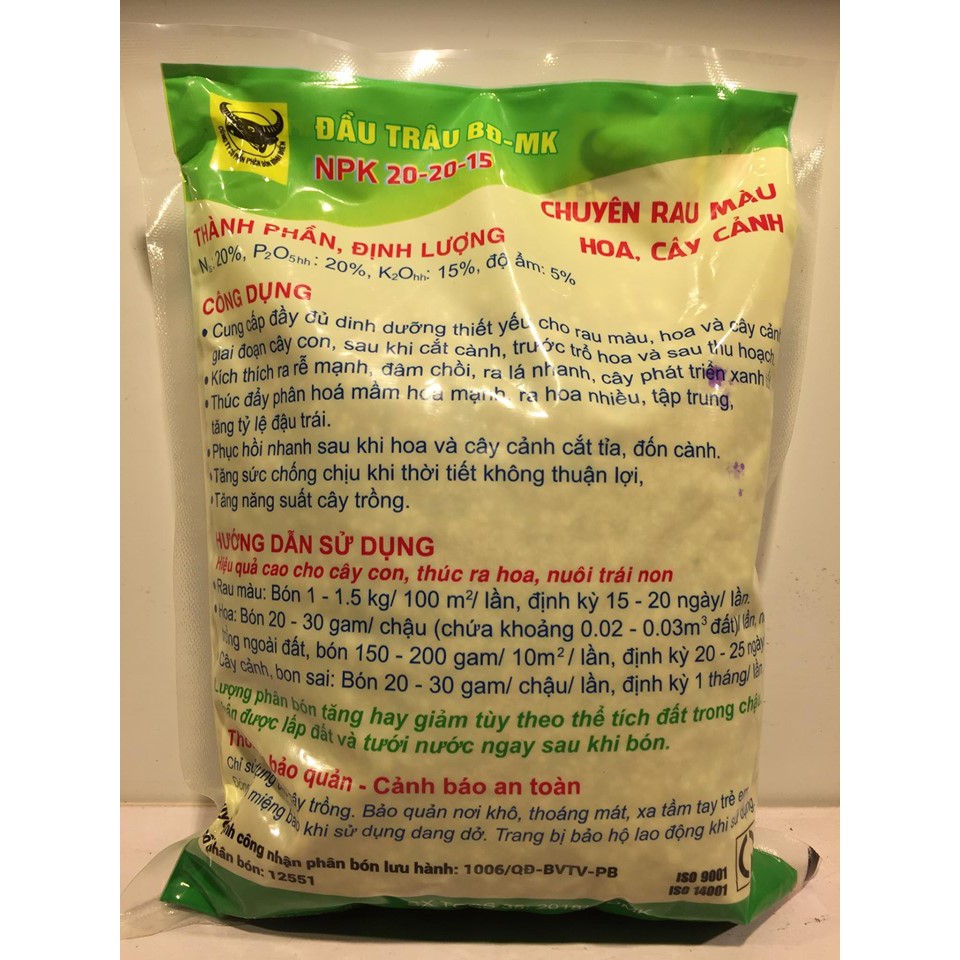 ĐẦU TRÂU BĐ-MK
NPK 20-20-15
CHUYÊN RAU MÀU
HOA, CÂY CẢNH
THÀNH PHẦN, ĐỊNH LƯỢNG
Nts: 20%, P2O5hh: 20%, K2Ohh: 15%, độ ẩm: 5%
CÔNG DỤNG
• Cung cấp đầy đủ dinh dưỡng thiết yếu cho rau màu, hoa và cây cảnh
giai đoạn cây con, sau khi cắt cành, trước trổ hoa và sau thu hoạch
• Kích thích ra rễ mạnh, đâm chồi, ra lá nhanh, cây phát triển xanh
• Thúc đẩy phân hoá mầm hoa mạnh, ra hoa nhiều, tập trung,
tăng tỷ lệ đậu trái.
• Phục hồi nhanh sau khi hoa và cây cảnh cắt tỉa, đốn cành.
• Tăng sức chống chịu khi thời tiết không thuận lợi,
• Tăng năng suất cây trồng.
HƯỚNG DẪN SỬ DỤNG
Hiệu quả cao cho cây con, thúc ra hoa, nuôi trái non
• Rau màu: Bón 1 - 1.5 kg/ 100 m²/ lần, định kỳ 15 - 20 ngày/ lần.
• Hoa: Bón 20 - 30 gam/ chậu (chứa khoảng 0.02 - 0.03m³ đất)/ lần,
trồng ngoài đất, bón 150 - 200 gam/ 10m²/ lần, định kỳ 20 - 25 ngày
• Cây cảnh, bon sai: Bón 20 - 30 gam/ chậu/ lần, định kỳ 1 tháng/ lần
Lượng phân bón tăng hay giảm tùy theo thể tích đất trong chậu.
được lấp đất và tưới nước ngay sau khi bón.
bảo quản - Cảnh báo an toàn
Chỉ sử dụng cây trồng. Bảo quản nơi khô, thoáng mát, xa tầm tay trẻ em
miệng bao khi sử dụng dang dở. Trang bị bảo hộ lao động khi sử dụng
định công nhận phân bón lưu hành: 1006/QĐ-BVTV-PB
phân bón: 12551
ISO 9001
ISO 14001